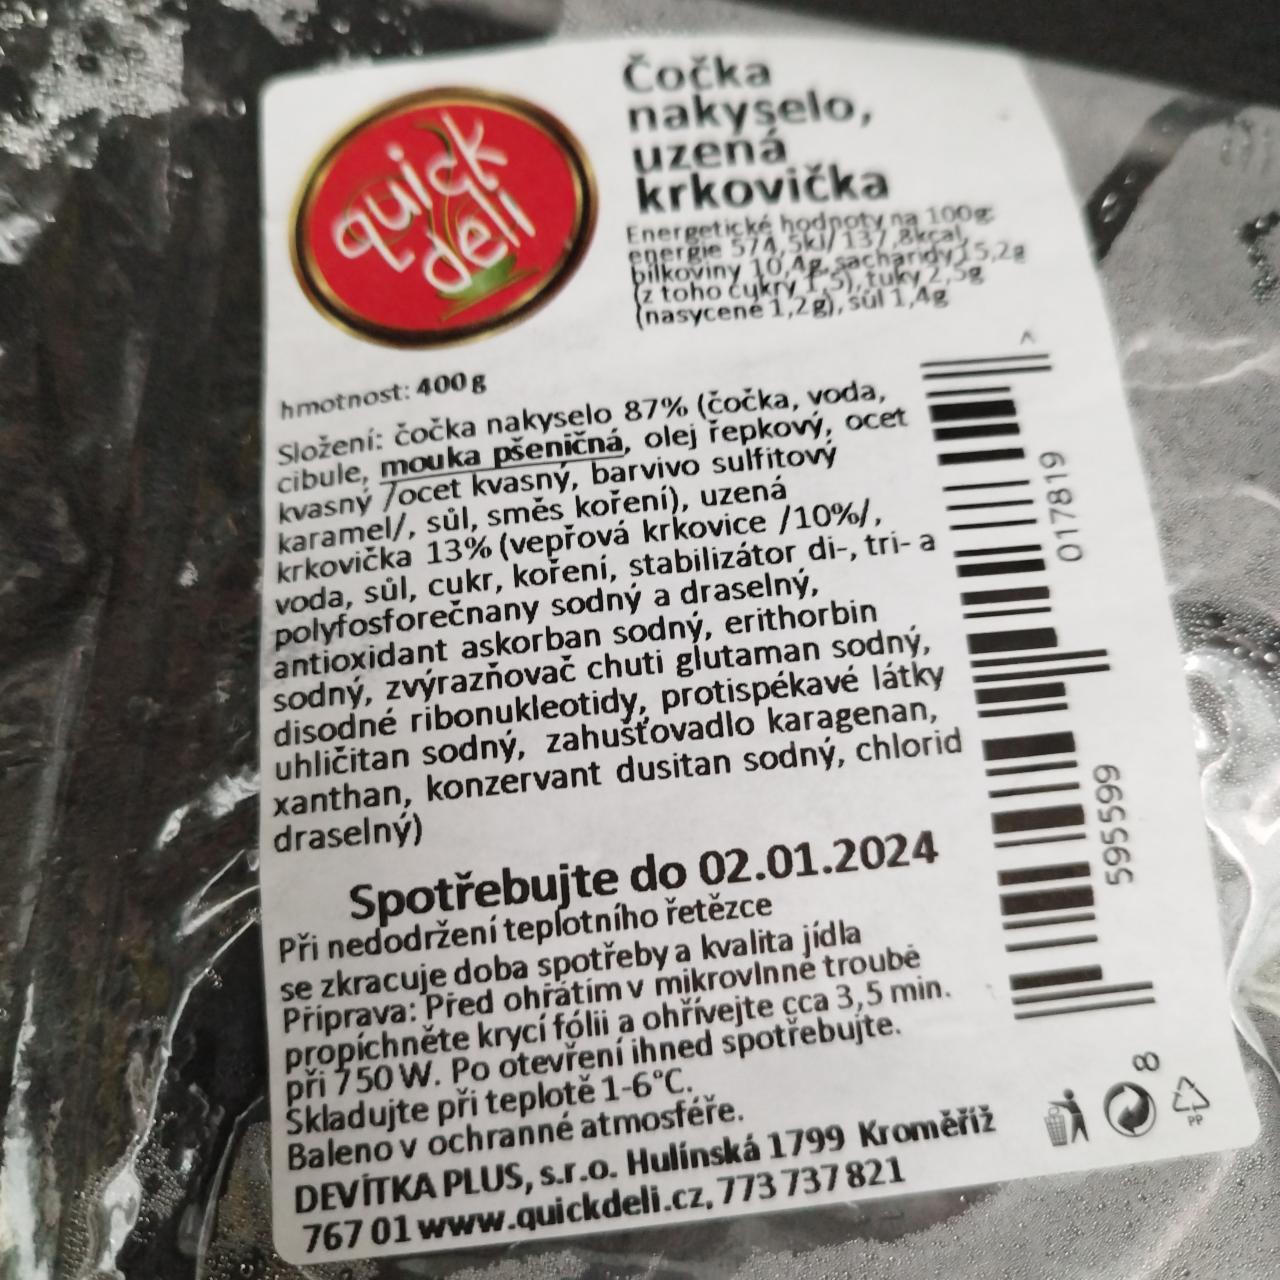 quick
deli
Čočka
nakyselo,
uzená
krkovička
Energetické hodnoty na 100g:
energie 574,5kJ/ 137,8kcal,
bílkoviny 10,4g, sacharidy 15,2g
(z toho cukry 1,5), tuky 2,5g
(nasycené 1,2g), sůl 1,4g
hmotnost: 400g
Složení: čočka nakyselo 87% (čočka, voda,
cibule, mouka pšeničná, olej řepkový, ocet
kvasný /ocet kvasný, barvivo sulfitový
karamel/, sůl, směs koření), uzená
krkovička 13% (vepřová krkovice /10%/,
voda, sůl, cukr, koření, stabilizátor di-, tri- a
polyfosforečnany sodný a draselný,
antioxidant askorban sodný, erithorbin
sodný, zvýrazňovač chuti glutaman sodný,
disodné ribonukleotidy, protispékavé látky
uhličitan sodný, zahusťovadlo karagenan,
xanthan, konzervant dusitan sodný, chlorid
draselný)
Spotřebujte do 02.01.2024
Při nedodržení teplotního řetězce
se zkracuje doba spotřeby a kvalita jídla
Příprava: Před ohřátím v mikrovlnné troubě
propíchněte krycí fólii a ohřívejte cca 3,5 min.
při 750 W. Po otevření ihned spotřebujte.
Skladujte při teplotě 1-6°C.
Baleno v ochranné atmosféře.
DEVÍTKA PLUS, s.r.o. Hulínská 1799 Kroměříž
767 01 www.quickdeli.cz, 773 737 821
8 595599 017819 >
PP